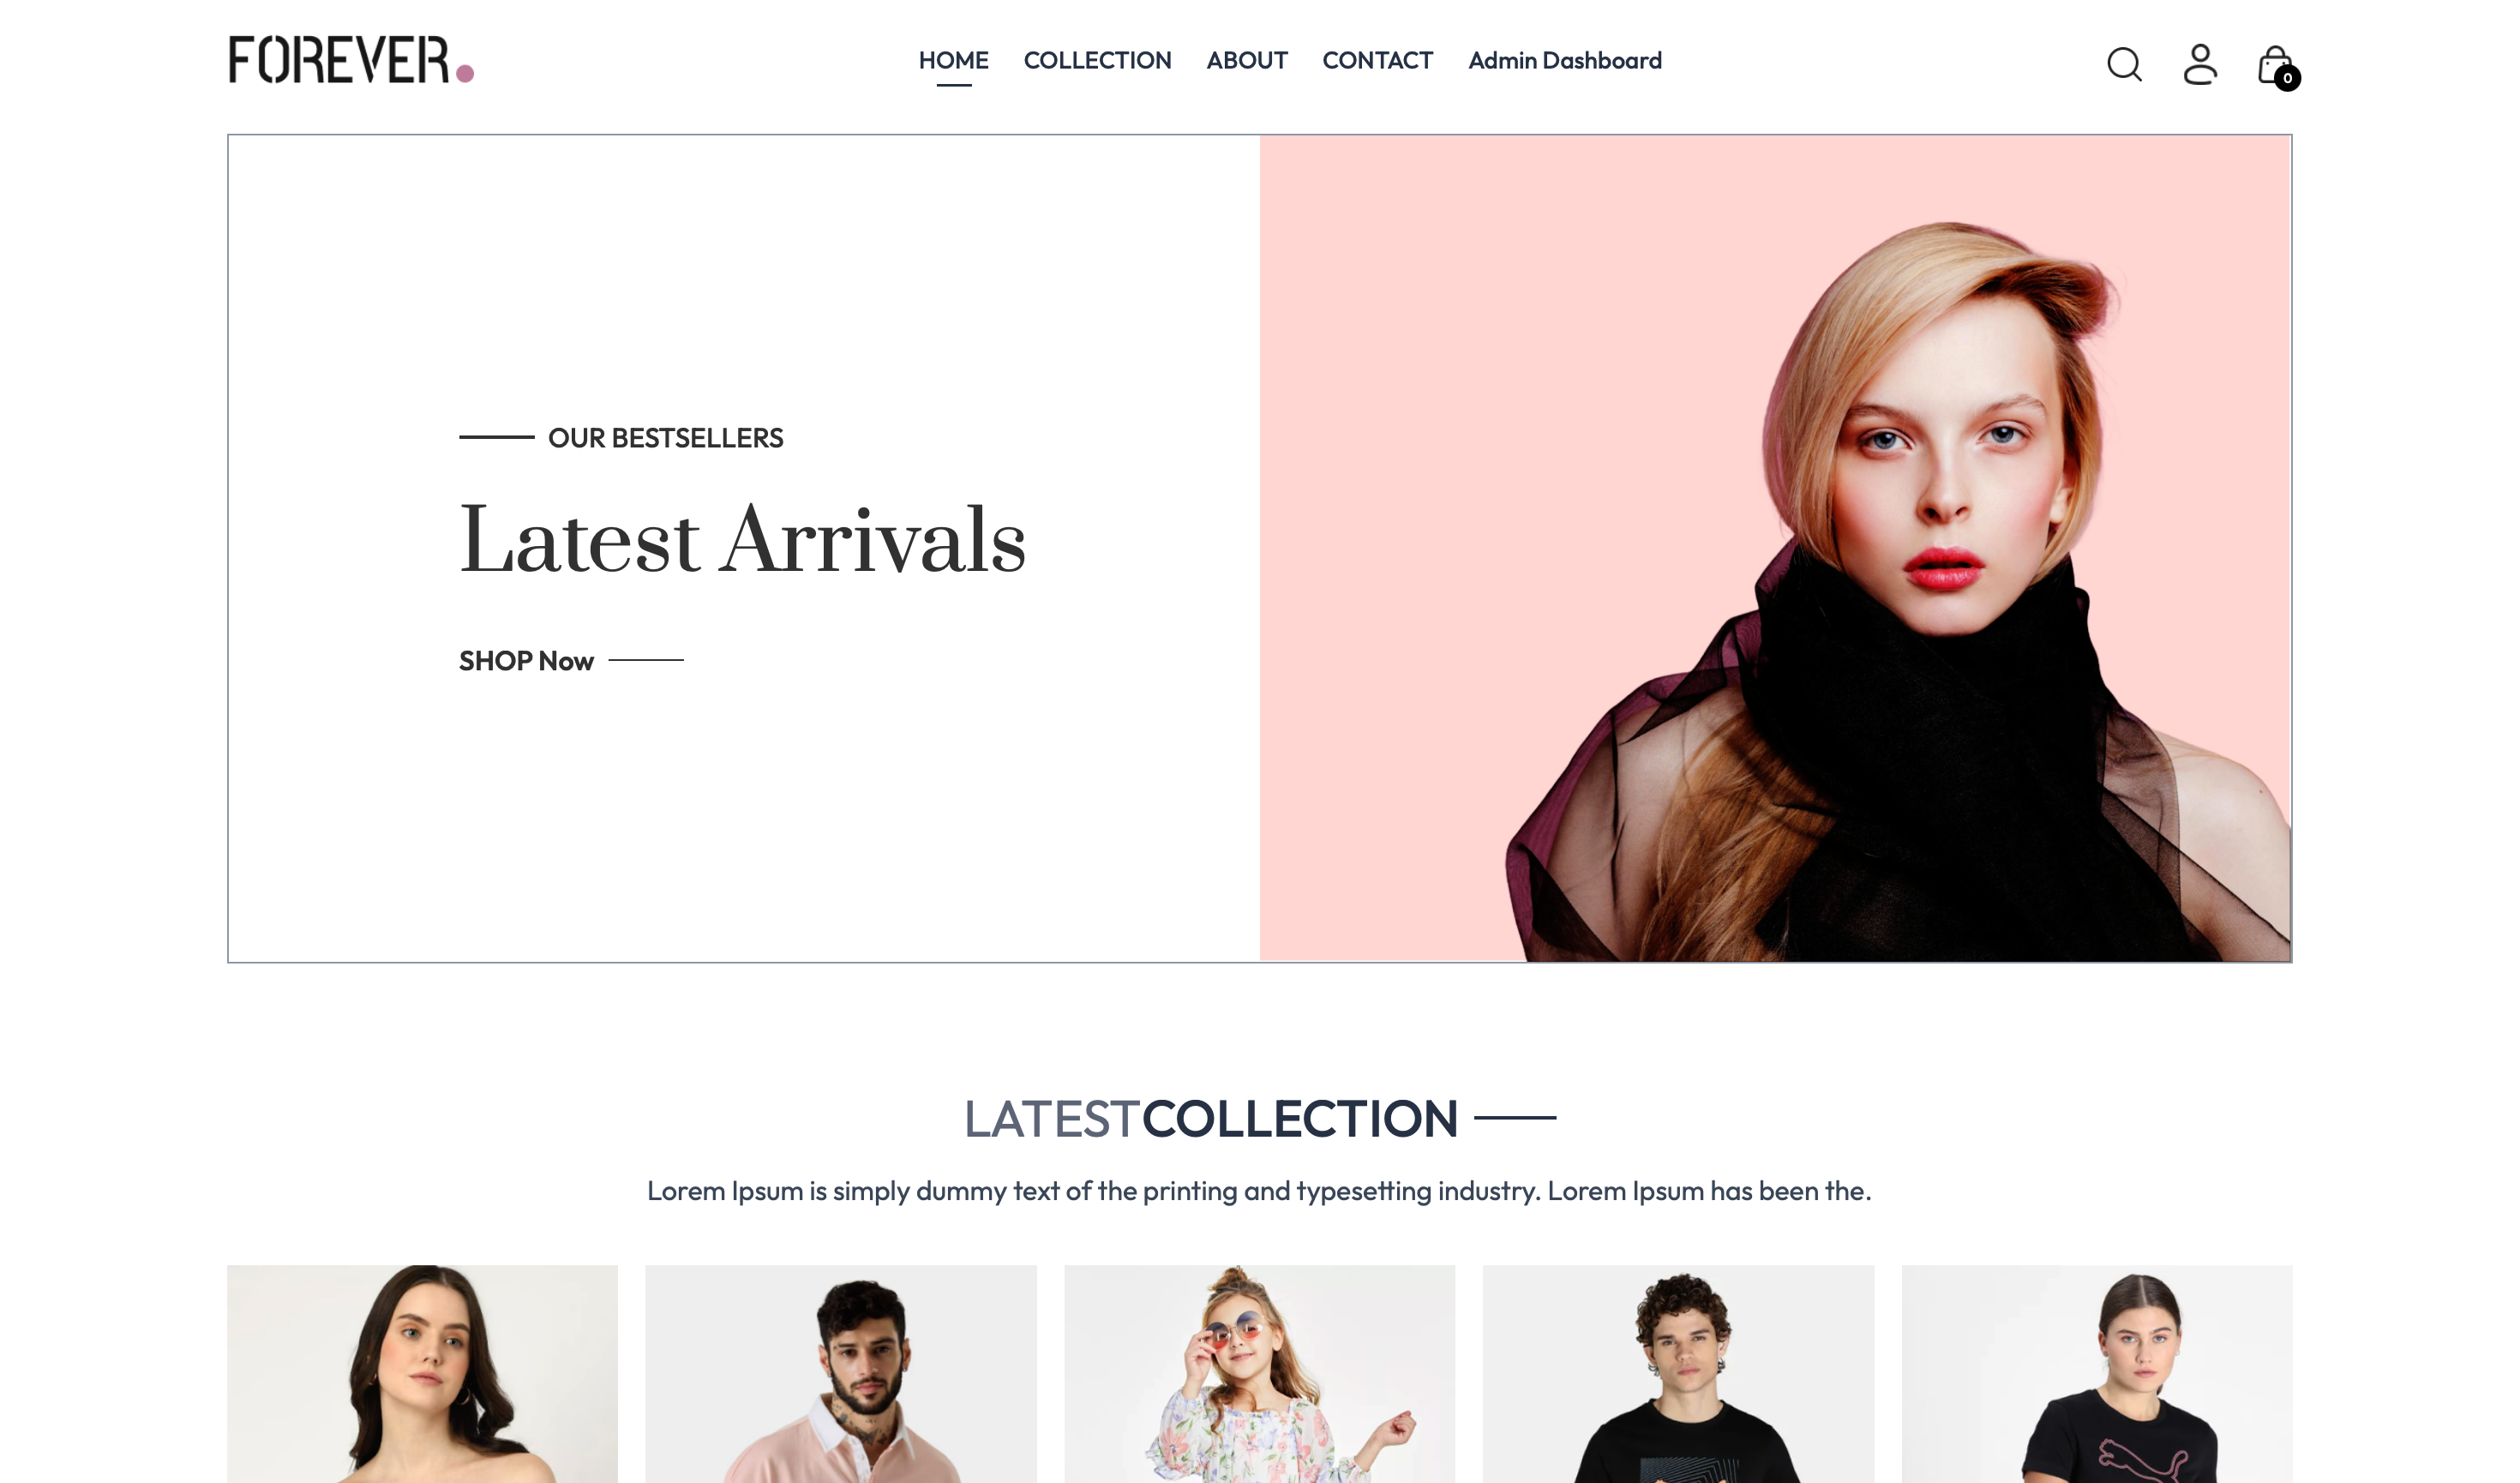 FOREVER.
HOME COLLECTION ABOUT CONTACT Admin Dashboard
0
OUR BESTSELLERS
Latest Arrivals
SHOP Now
LATESTCOLLECTION
Lorem Ipsum is simply dummy text of the printing and typesetting industry. Lorem Ipsum has been the.